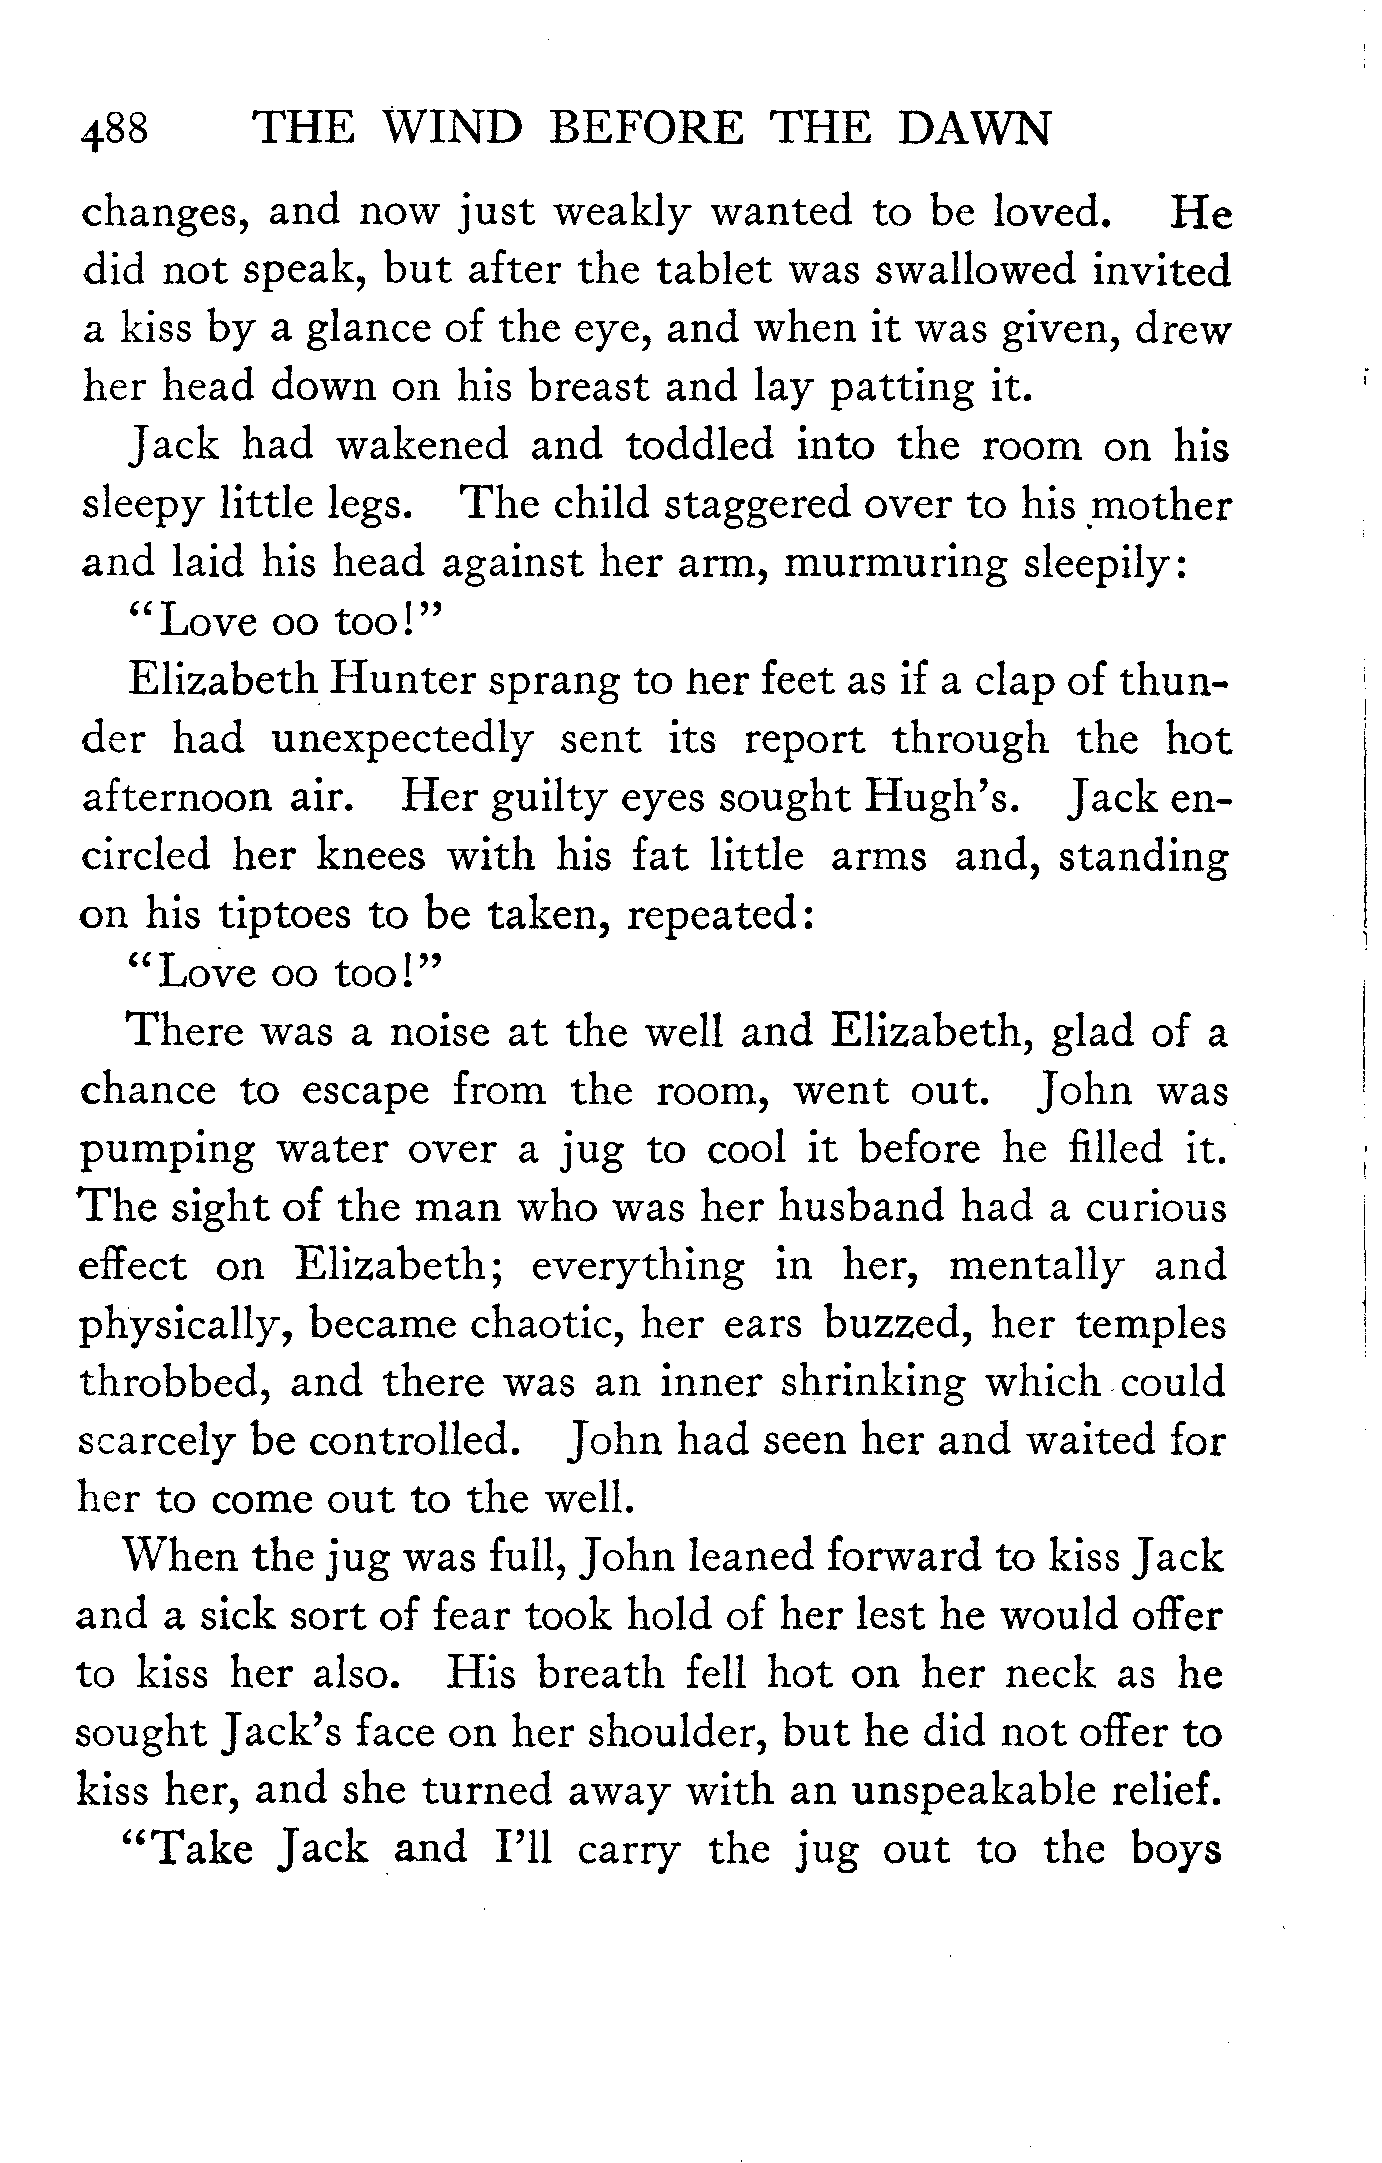 488 THE WIND BEFORE THE DAWN
changes, and now just weakly wanted to be loved. He
did not speak, but after the tablet was swallowed invited
a kiss by a glance of the eye, and when it was given, drew
her head down on his breast and lay patting it.
Jack had wakened and toddled into the room on his
sleepy little legs. The child staggered over to his mother
and laid his head against her arm, murmuring sleepily:
“Love oo too!”
Elizabeth Hunter sprang to her feet as if a clap of thun-
der had unexpectedly sent its report through the hot
afternoon air. Her guilty eyes sought Hugh’s. Jack en-
circled her knees with his fat little arms and, standing
on his tiptoes to be taken, repeated:
“Love oo too!”
There was a noise at the well and Elizabeth, glad of a
chance to escape from the room, went out. John was
pumping water over a jug to cool it before he filled it.
The sight of the man who was her husband had a curious
effect on Elizabeth; everything in her, mentally and
physically, became chaotic, her ears buzzed, her temples
throbbed, and there was an inner shrinking which could
scarcely be controlled. John had seen her and waited for
her to come out to the well.
When the jug was full, John leaned forward to kiss Jack
and a sick sort of fear took hold of her lest he would offer
to kiss her also. His breath fell hot on her neck as he
sought Jack’s face on her shoulder, but he did not offer to
kiss her, and she turned away with an unspeakable relief.
“Take Jack and I’ll carry the jug out to the boys